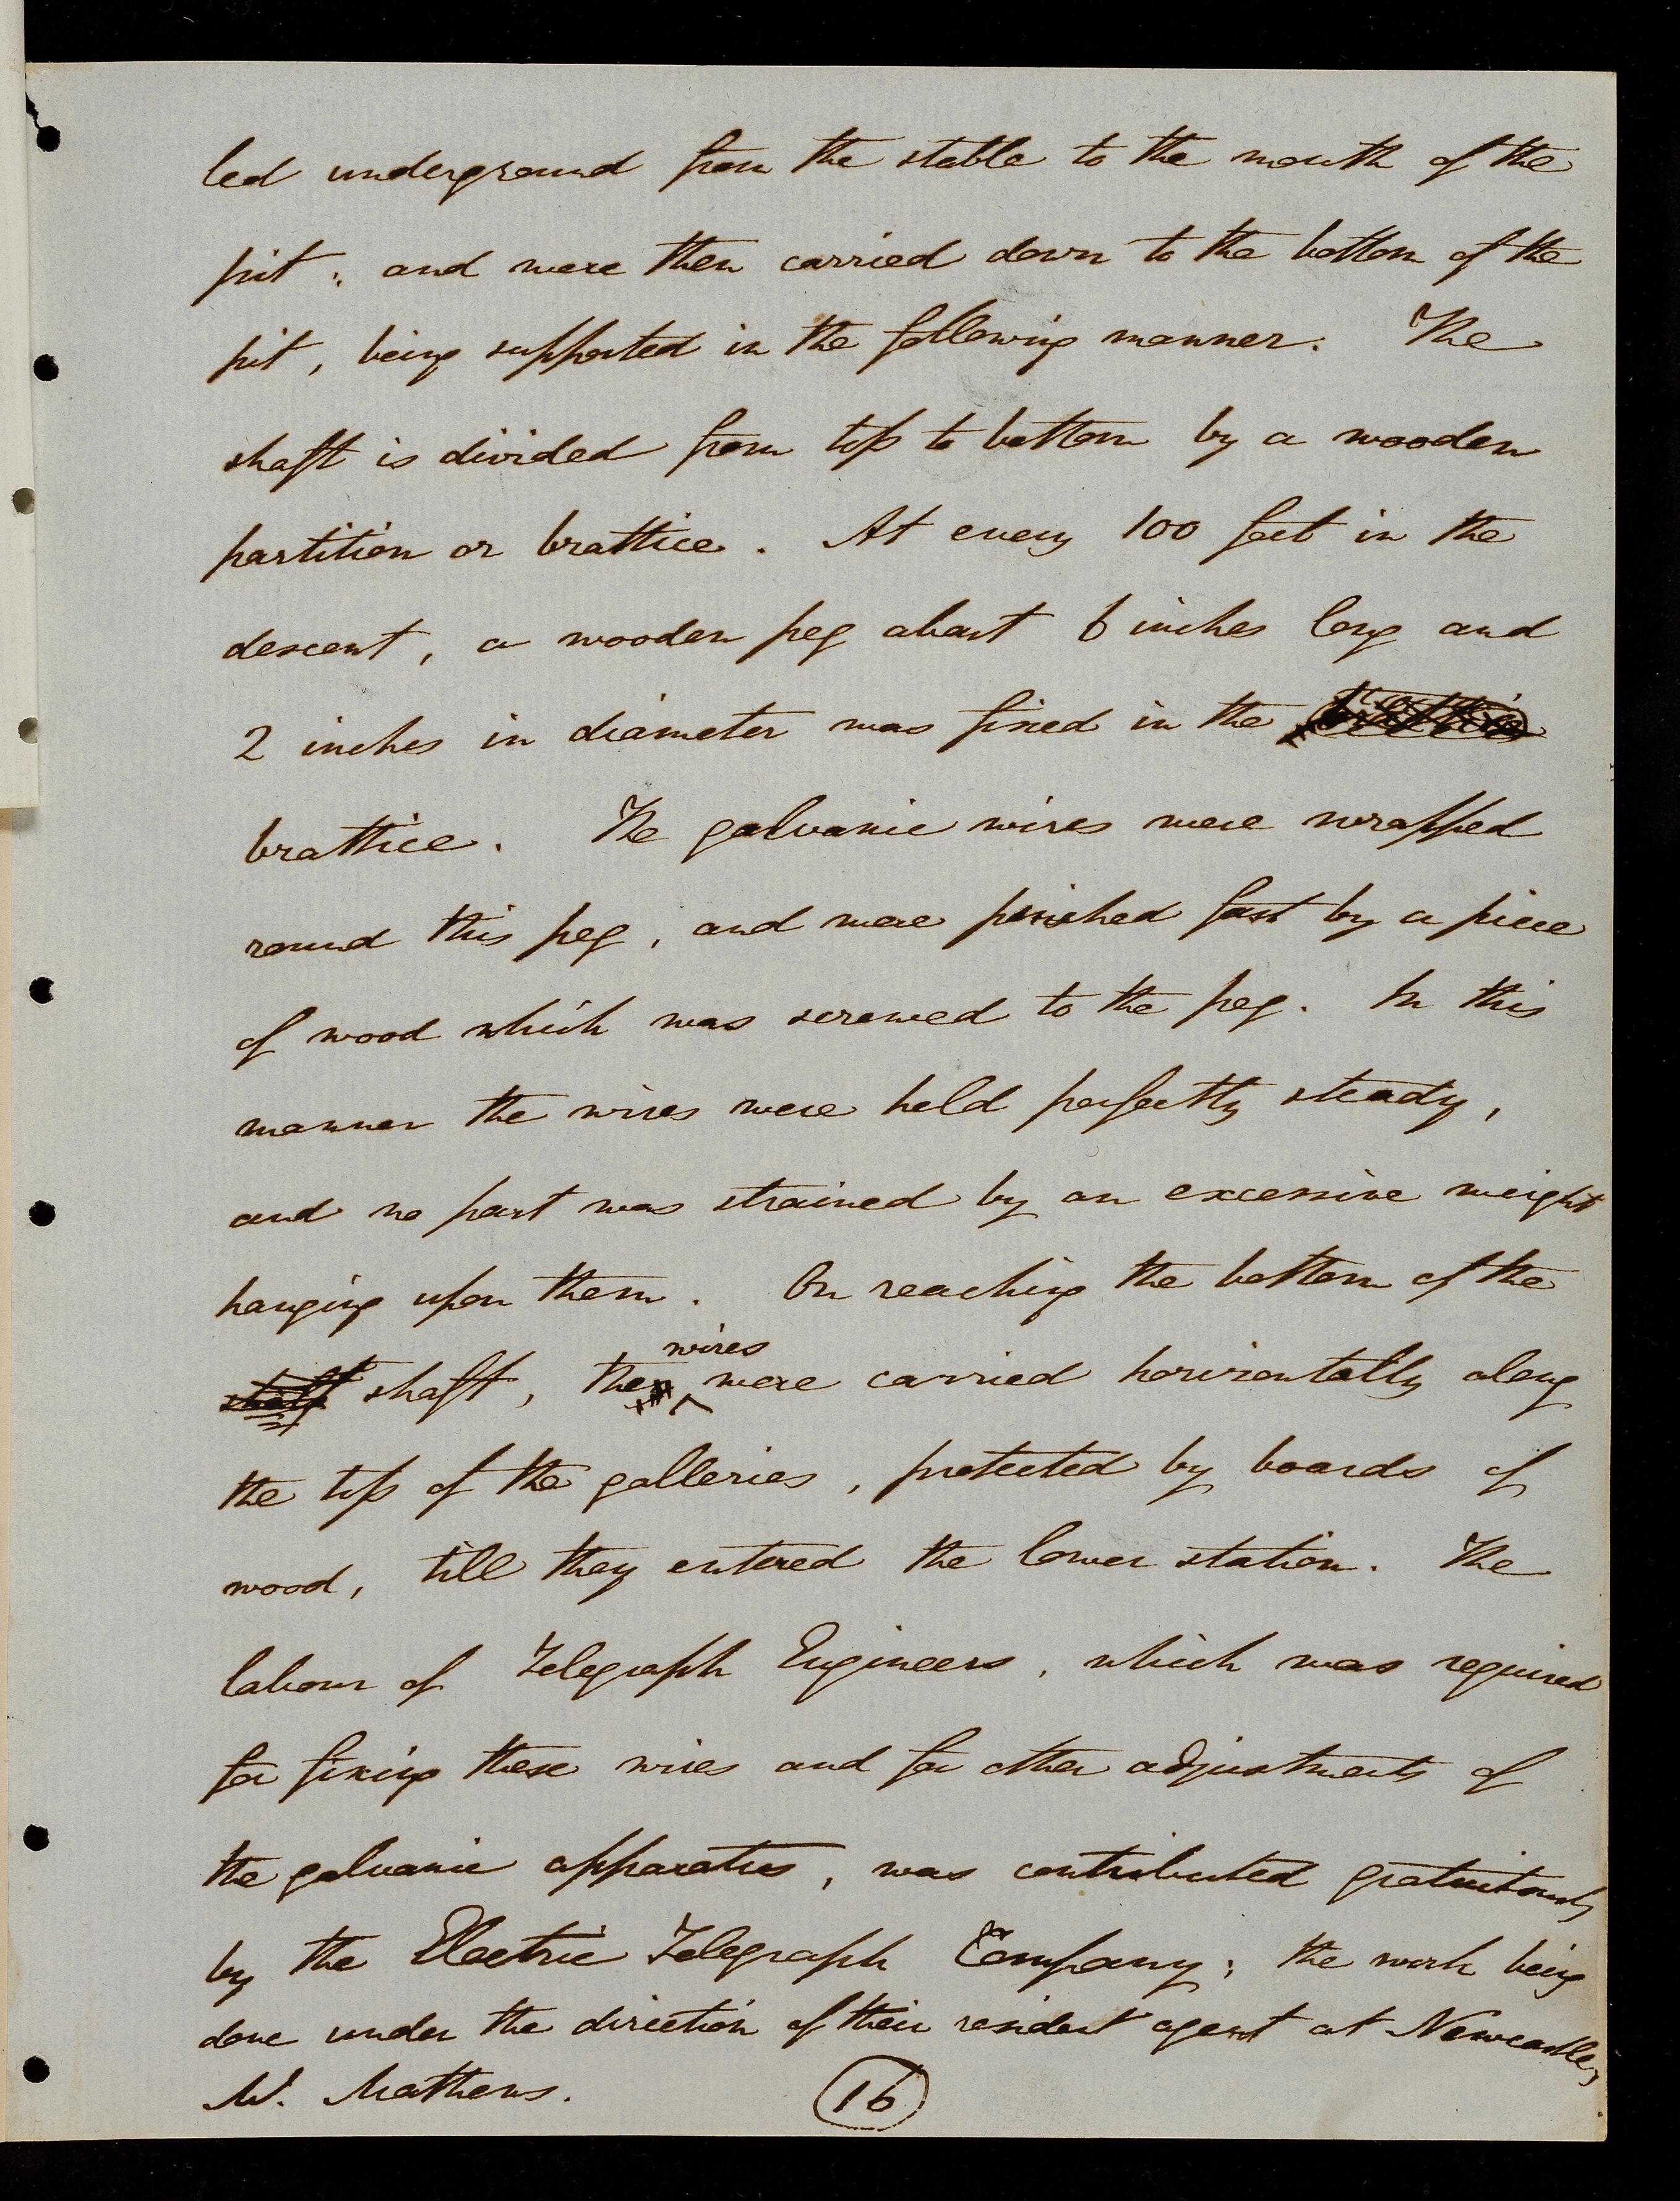 led underground from the stable to the mouth of the
pit ; and were then carried down to the bottom of the
pit , being supported in the following manner. The
shaft is divided from top to bottom by a wooden
partition or brattice . At every 100 feet in the
descent , a wooden peg about 6 inches long and
2 inches in diameter was fixed in the
brattice . The galvanic wires were wrapped
round this peg , and were pinched fast by a piece
of wood which was screwed to the peg . In this
manner the wires were held perfectly steady ,
and no part was strained by an excessive weight
hanging upon them . On reaching the bottom of the
wires
shaft shaft , the were carried horizontally along
the top of the galleries , protected by boards of
wood , till they entered the lower station . The
labour of Telegraph Engineers , which was required
for fixing these wires and for other adjustments of
the galvanic apparatus , was contributed gratuitously
by the Electric Telegraph Company ; the work being
done under the direction of their resident agent at Newcastle ,
Mr. Mathews .
16